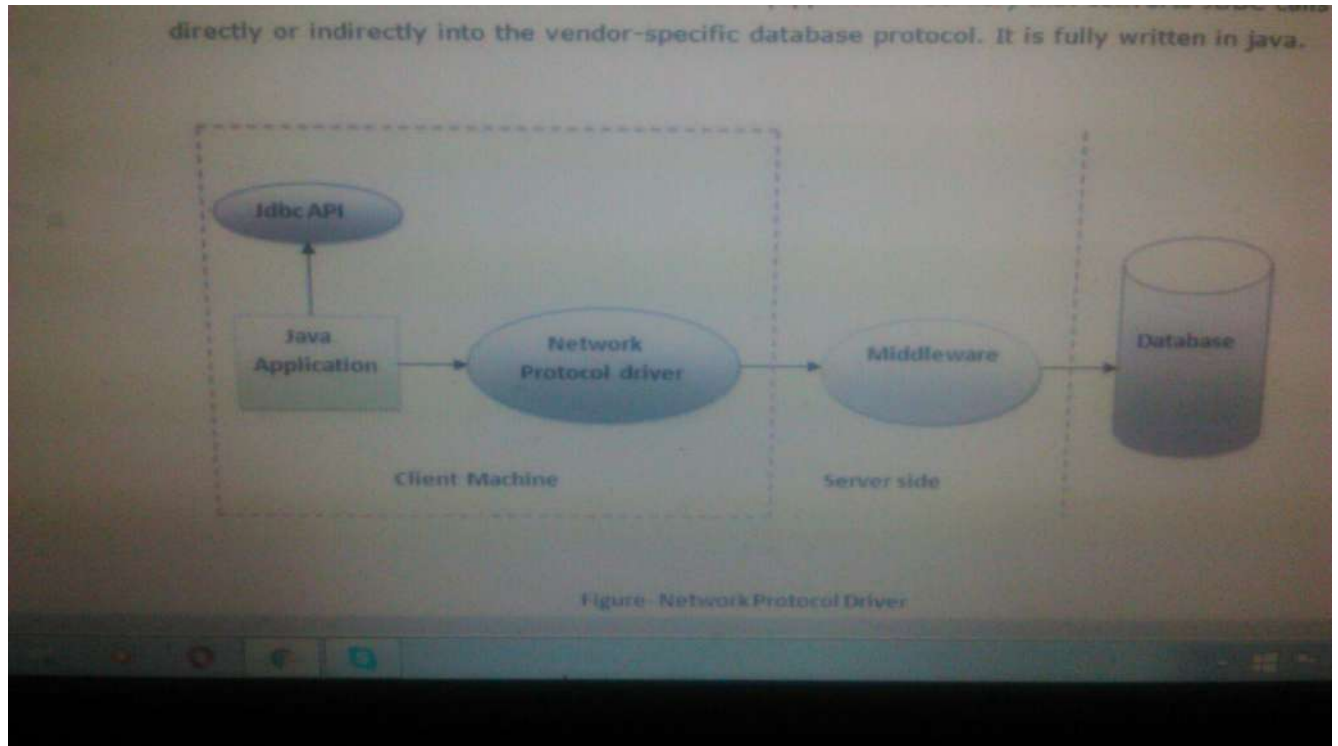 directly or indirectly into the vendor-specific database protocol. It is fully written in java.
Jdbc API
Java
Application
Network
Protocol driver
Middleware
Database
Client Machine
Server side
Figure- Network Protocol Driver